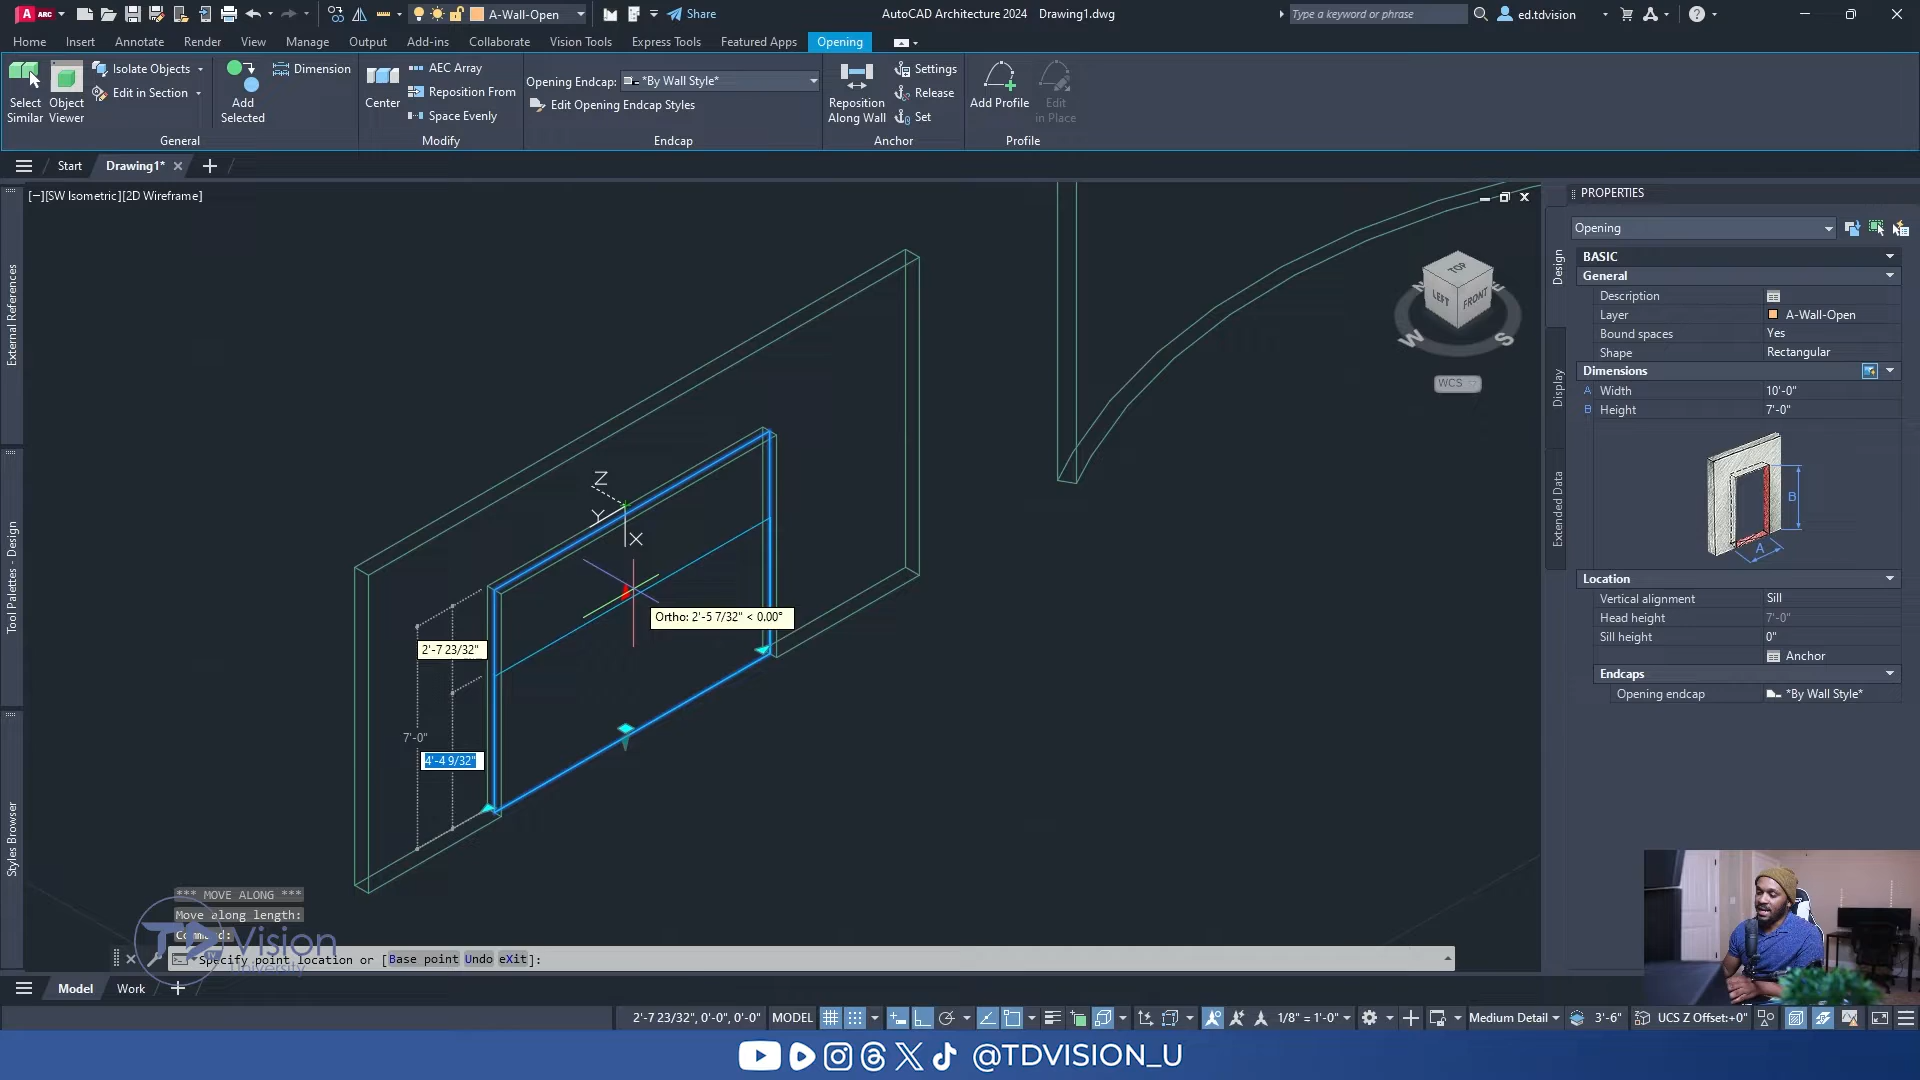 ARC
A-Wall-Open
Share
AutoCAD Architecture 2024 Drawing1.dwg
Type a keyword or phrase
ed.tdvision
Home Insert Annotate Render View Manage Output Add-ins Collaborate Vision Tools Express Tools Featured Apps Opening
Select Similar
Object Viewer
Isolate Objects
Edit in Section
Add Selected
Dimension
General
Center
AEC Array
Reposition From
Space Evenly
Modify
Opening Endcap: *By Wall Style*
Edit Opening Endcap Styles
Endcap
Reposition Along Wall
Settings
Release
Set
Anchor
Add Profile
Edit in Place
Profile
Start Drawing1*
[−][SW Isometric][2D Wireframe]
External References
Tool Palettes - Design
Styles Browser
TOP
LEFT
FRONT
W
S
WCS
Z
Y
X
Ortho: 2'-5 7/32" < 0.00°
2'-7 23/32"
7'-0"
4'-4 9/32"
*** MOVE ALONG ***
Move along length:
Command:
Specify point location or [Base point Undo eXit]:
TD Vision
University
PROPERTIES
Design
Display
Extended Data
Opening
BASIC
General
Description
Layer A-Wall-Open
Bound spaces Yes
Shape Rectangular
Dimensions
A Width 10'-0"
B Height 7'-0"
B
A
Location
Vertical alignment Sill
Head height 7'-0"
Sill height 0"
Anchor
Endcaps
Opening endcap *By Wall Style*
Model Work
2'-7 23/32", 0'-0", 0'-0" MODEL 1/8" = 1'-0" Medium Detail 3'-6" UCS Z Offset:+0"
@TDVISION_U